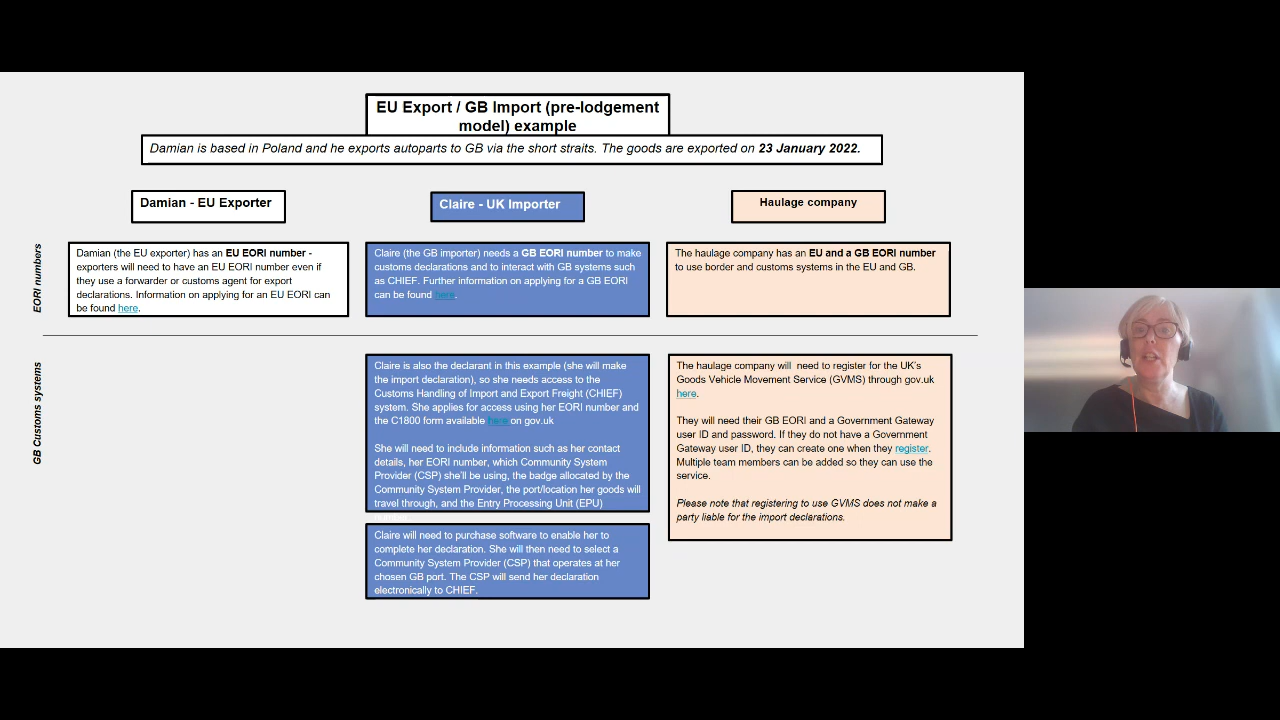 EU Export / GB Import (pre-lodgement
model) example
Damian is based in Poland and he exports autoparts to GB via the short straits. The goods are exported on 23 January 2022.
Damian - EU Exporter
Claire - UK Importer
Haulage company
EORI numbers
Damian (the EU exporter) has an EU EORI number -
exporters will need to have an EU EORI number even if
they use a forwarder or customs agent for export
declarations. Information on applying for an EU EORI can
be found here.
Claire (the GB importer) needs a GB EORI number to make
customs declarations and to interact with GB systems such
as CHIEF. Further information on applying for a GB EORI
can be found here.
The haulage company has an EU and a GB EORI number
to use border and customs systems in the EU and GB.
GB Customs systems
Claire is also the declarant in this example (she will make
the import declaration), so she needs access to the
Customs Handling of Import and Export Freight (CHIEF)
system. She applies for access using her EORI number and
the C1800 form available here on gov.uk
She will need to include information such as her contact
details, her EORI number, which Community System
Provider (CSP) she'll be using, the badge allocated by the
Community System Provider, the port/location her goods will
travel through, and the Entry Processing Unit (EPU)
Claire will need to purchase software to enable her to
complete her declaration. She will then need to select a
Community System Provider (CSP) that operates at her
chosen GB port. The CSP will send her declaration
electronically to CHIEF.
The haulage company will need to register for the UK's
Goods Vehicle Movement Service (GVMS) through gov.uk
here.
They will need their GB EORI and a Government Gateway
user ID and password. If they do not have a Government
Gateway user ID, they can create one when they register.
Multiple team members can be added so they can use the
service.
Please note that registering to use GVMS does not make a
party liable for the import declarations.